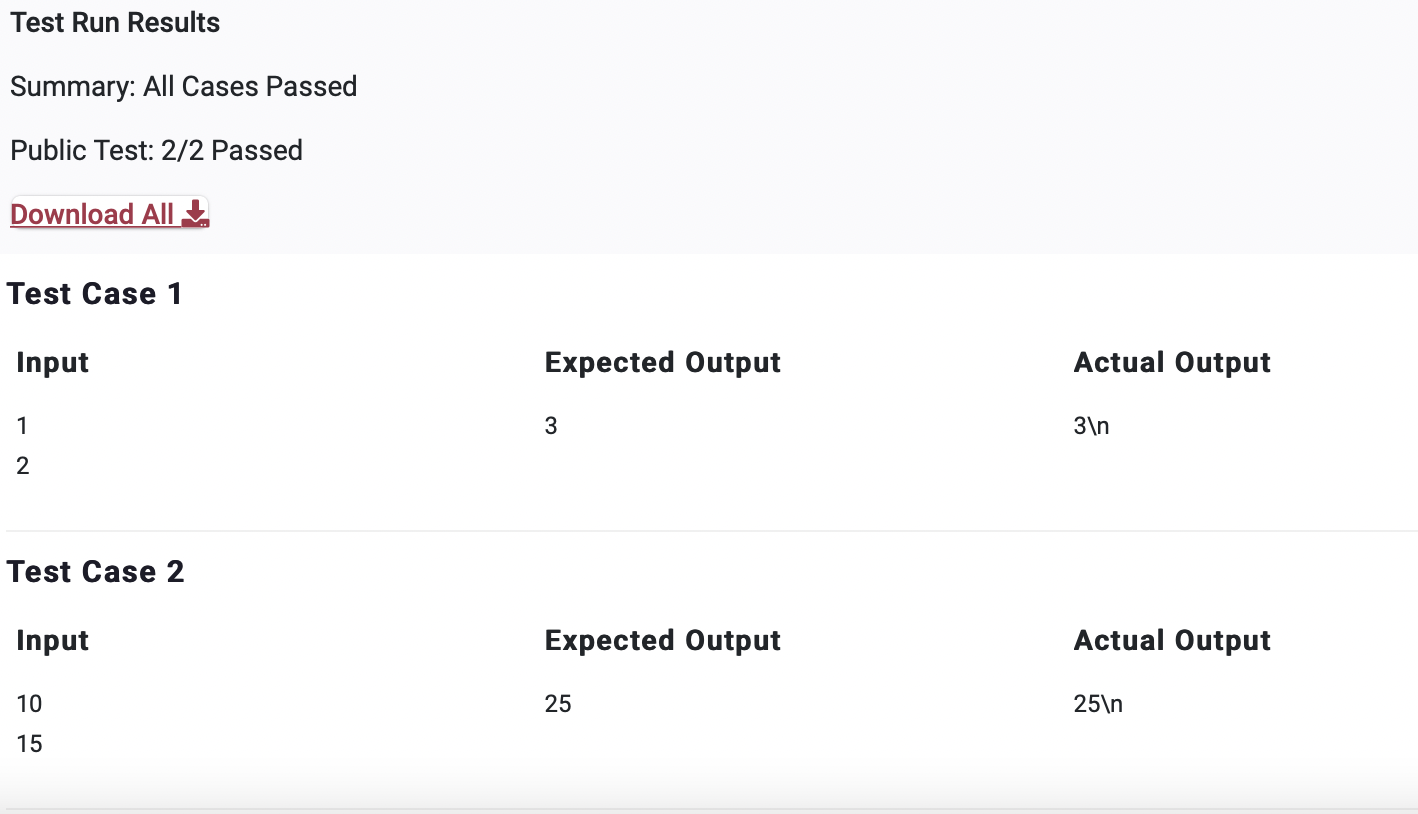 Test Run Results
Summary: All Cases Passed
Public Test: 2/2 Passed
Download All
Test Case 1
Input Expected Output Actual Output
1 3 3\n
2
Test Case 2
Input Expected Output Actual Output
10 25 25\n
15